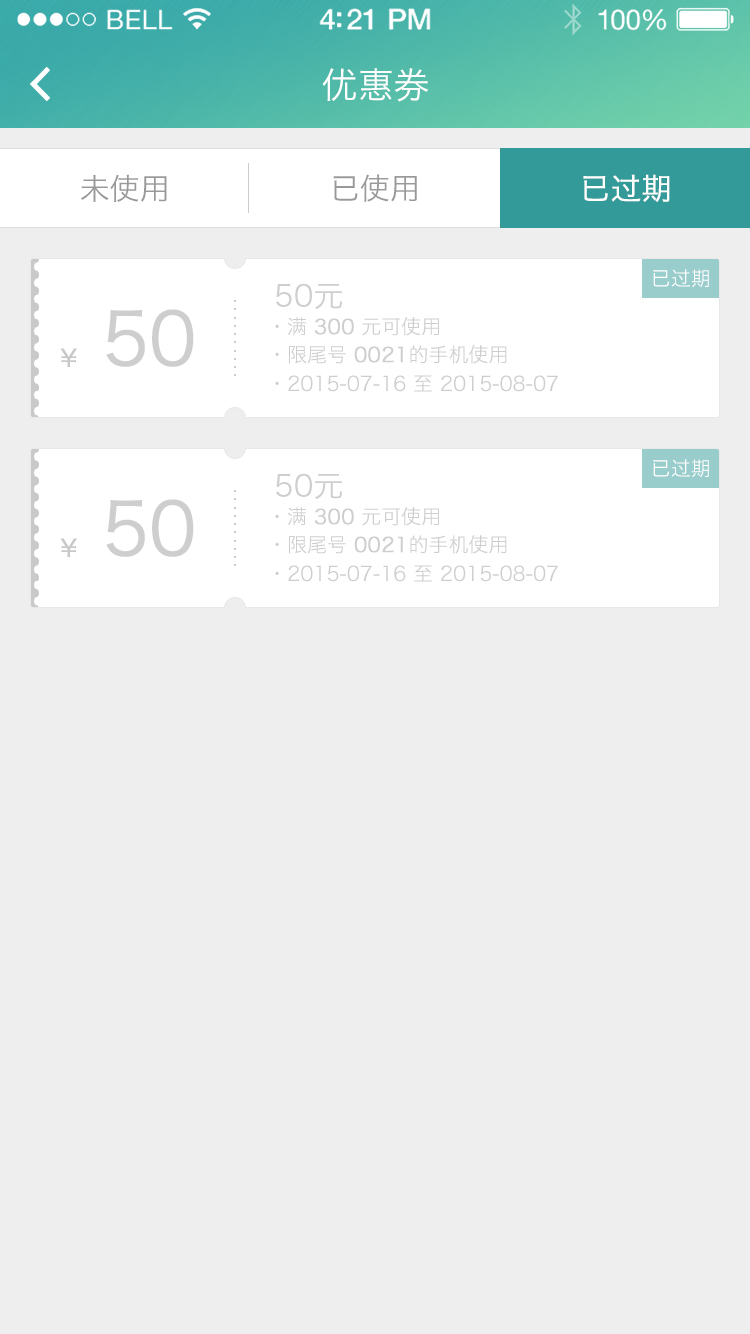 BELL 4:21 PM 100%
优惠券
未使用 已使用 已过期
已过期
50元
¥ 50
· 满 300 元可使用
· 限尾号 0021的手机使用
· 2015-07-16 至 2015-08-07
已过期
50元
¥ 50
· 满 300 元可使用
· 限尾号 0021的手机使用
· 2015-07-16 至 2015-08-07